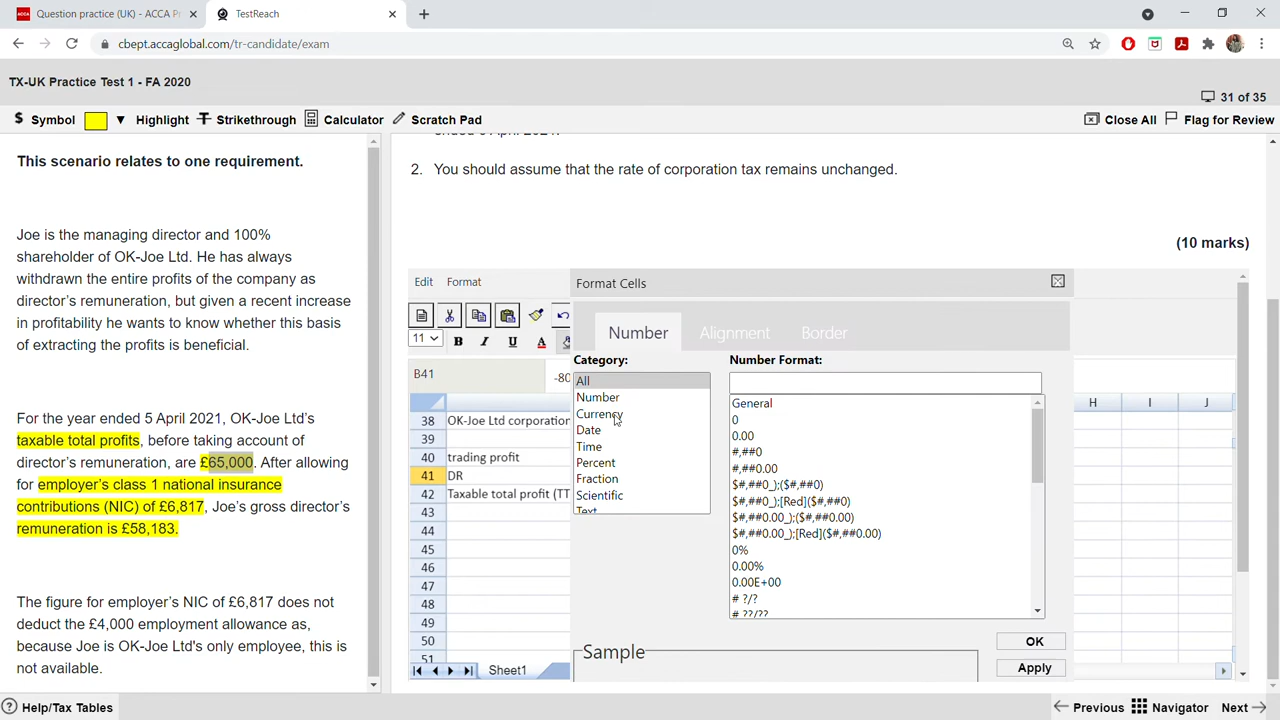 Question practice (UK) - ACCA P
TestReach
cbept.accaglobal.com/tr-candidate/exam
TX-UK Practice Test 1 - FA 2020
31 of 35
$ Symbol Highlight T Strikethrough Calculator Scratch Pad Close All Flag for Review
This scenario relates to one requirement.
Joe is the managing director and 100%
shareholder of OK-Joe Ltd. He has always
withdrawn the entire profits of the company as
director's remuneration, but given a recent increase
in profitability he wants to know whether this basis
of extracting the profits is beneficial.
For the year ended 5 April 2021, OK-Joe Ltd's
taxable total profits, before taking account of
director's remuneration, are £65,000. After allowing
for employer's class 1 national insurance
contributions (NIC) of £6,817, Joe's gross director's
remuneration is £58,183.
The figure for employer's NIC of £6,817 does not
deduct the £4,000 employment allowance as,
because Joe is OK-Joe Ltd's only employee, this is
not available.
2. You should assume that the rate of corporation tax remains unchanged.
(10 marks)
Edit Format
11 B I U A
B41 -80
H I J
38 OK-Joe Ltd corporation
39
40 trading profit
41 DR
42 Taxable total profit (TT
43
44
45
46
47
48
49
50
51
Sheet1
Format Cells
Number Alignment Border
Category:
All
Number
Currency
Date
Time
Percent
Fraction
Scientific
Text
Number Format:
General
0
0.00
#,##0
#,##0.00
$#,##0_);($#,##0)
$#,##0_);[Red]($#,##0)
$#,##0.00_);($#,##0.00)
$#,##0.00_);[Red]($#,##0.00)
0%
0.00%
0.00E+00
# ?/?
# ??/??
OK
Apply
Sample
Help/Tax Tables Previous Navigator Next